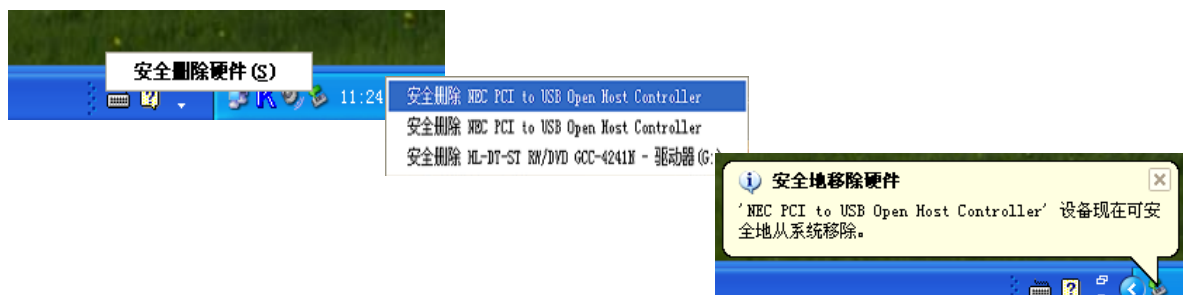 安全删除硬件(S)
11:24
安全删除 NEC PCI to USB Open Host Controller
安全删除 NEC PCI to USB Open Host Controller
安全删除 HL-DT-ST RW/DVD GCC-4241N - 驱动器(G:)
安全地移除硬件
'NEC PCI to USB Open Host Controller' 设备现在可安
全地从系统移除。